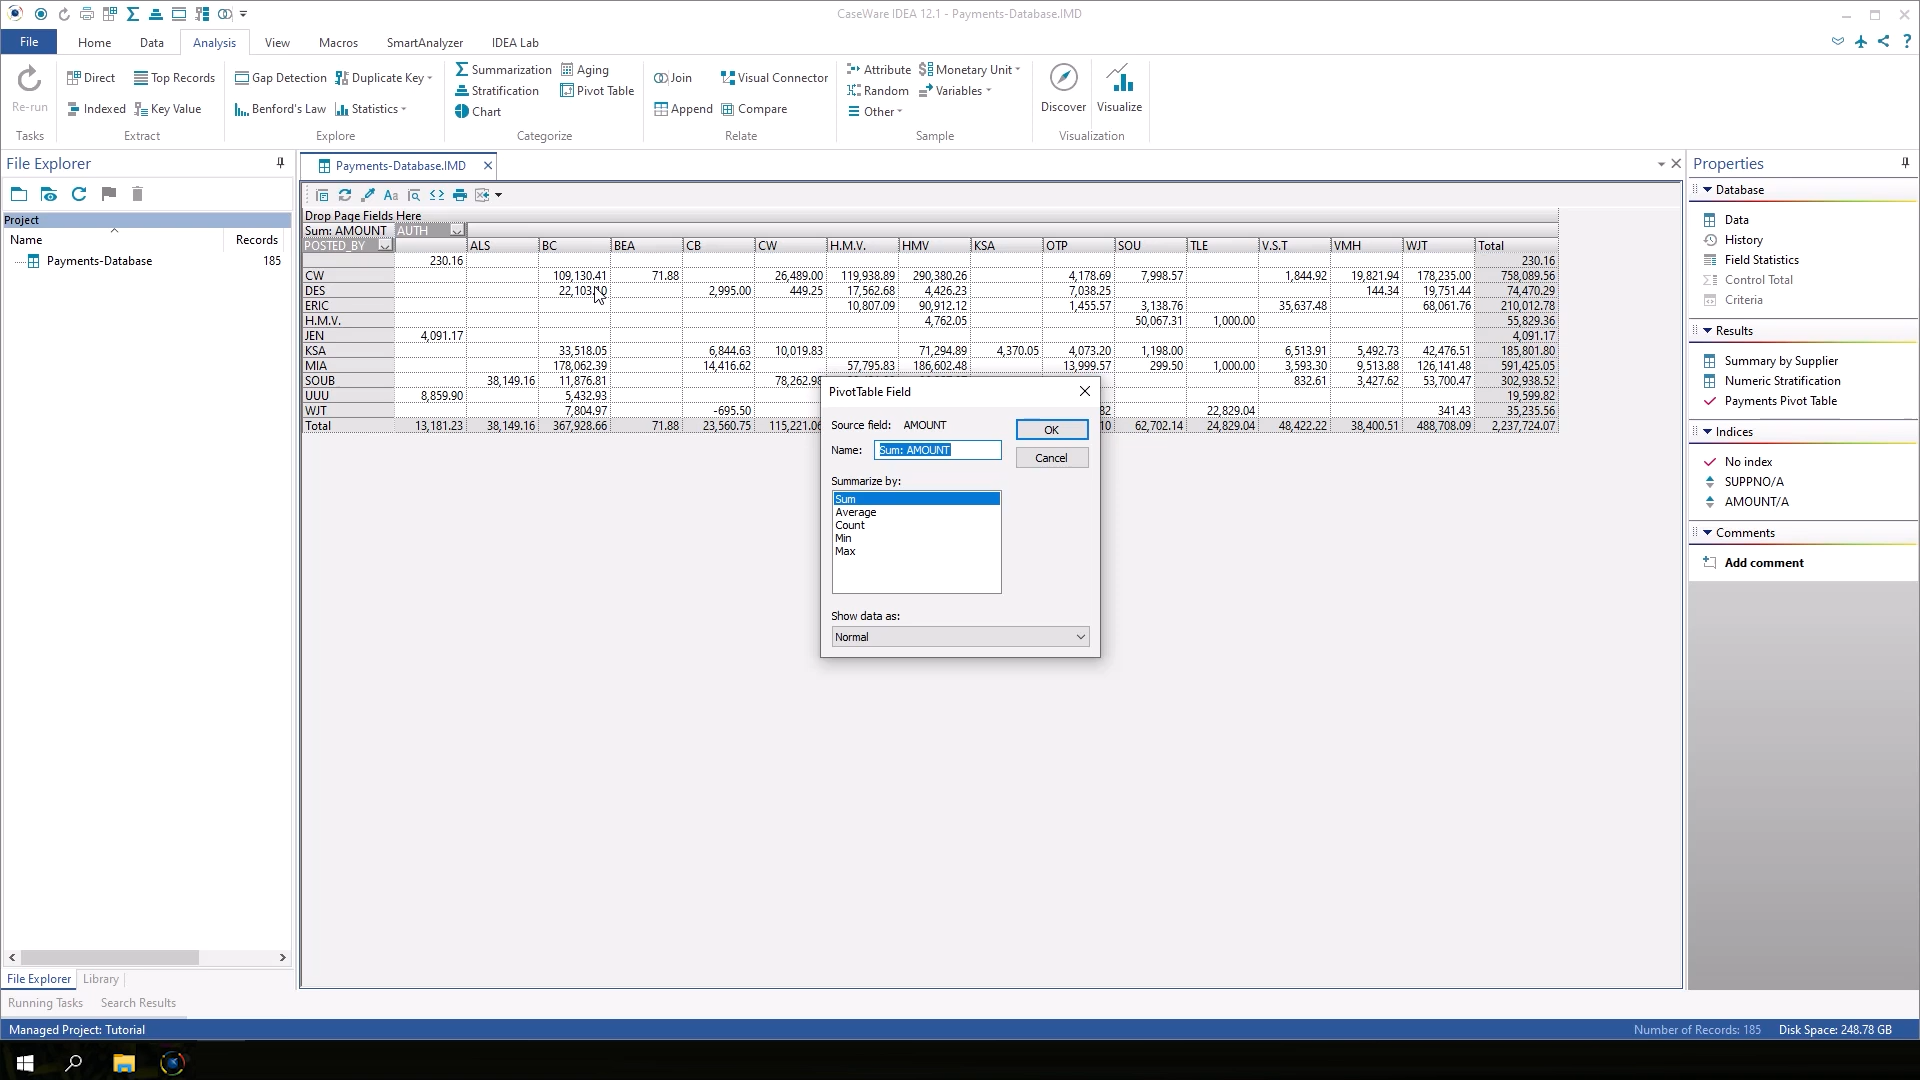 CaseWare IDEA 12.1 - Payments-Database.IMD
File Home Data Analysis View Macros SmartAnalyzer IDEA Lab
Re-run
Tasks
Direct Top Records
Indexed Key Value
Extract
Gap Detection Duplicate Key
Benford's Law Statistics
Explore
Summarization Aging
Stratification Pivot Table
Chart
Categorize
Join Visual Connector
Append Compare
Relate
Attribute Monetary Unit
Random Variables
Other
Sample
Discover Visualize
Visualization
File Explorer
Project
Name Records
Payments-Database 185
Payments-Database.IMD
Drop Page Fields Here
Sum: AMOUNT AUTH
POSTED_BY ALS BC BEA CB CW H.M.V. HMV KSA OTP SOU TLE V.S.T VMH WJT Total
230.16 230.16
CW 109,130.41 71.88 26,489.00 119,938.89 290,380.26 4,178.69 7,998.57 1,844.92 19,821.94 178,235.00 758,089.56
DES 2,995.00 449.25 17,562.68 4,426.23 7,038.25 144.34 19,751.44 74,470.29
ERIC 10,807.09 90,912.12 1,455.57 3,138.76 35,637.48 68,061.76 210,012.78
H.M.V. 4,762.05 50,067.31 1,000.00 55,829.36
JEN 4,091.17 4,091.17
KSA 33,518.05 6,844.63 10,019.83 71,294.89 4,370.05 4,073.20 1,198.00 6,513.91 5,492.73 42,476.51 185,801.80
MIA 178,062.39 14,416.62 57,795.83 186,602.48 13,999.57 299.50 1,000.00 3,593.30 9,513.88 126,141.48 591,425.05
SOUB 38,149.16 11,876.81 832.61 3,427.62 53,700.47 302,938.52
UUU 8,859.90 5,432.93 19,599.82
WJT 7,804.97 -695.50 82 22,829.04 341.43 35,235.56
Total 13,181.23 38,149.16 367,928.66 71.88 23,560.75 10 62,702.14 24,829.04 48,422.22 38,400.51 488,708.09 2,237,724.07
PivotTable Field
Source field: AMOUNT
Name: Sum: AMOUNT
OK
Cancel
Summarize by:
Sum
Average
Count
Min
Max
Show data as:
Normal
Properties
Database
Data
History
Field Statistics
Control Total
Criteria
Results
Summary by Supplier
Numeric Stratification
Payments Pivot Table
Indices
No index
SUPPNO/A
AMOUNT/A
Comments
Add comment
File Explorer Library
Running Tasks Search Results
Managed Project: Tutorial
Number of Records: 185 Disk Space: 248.78 GB